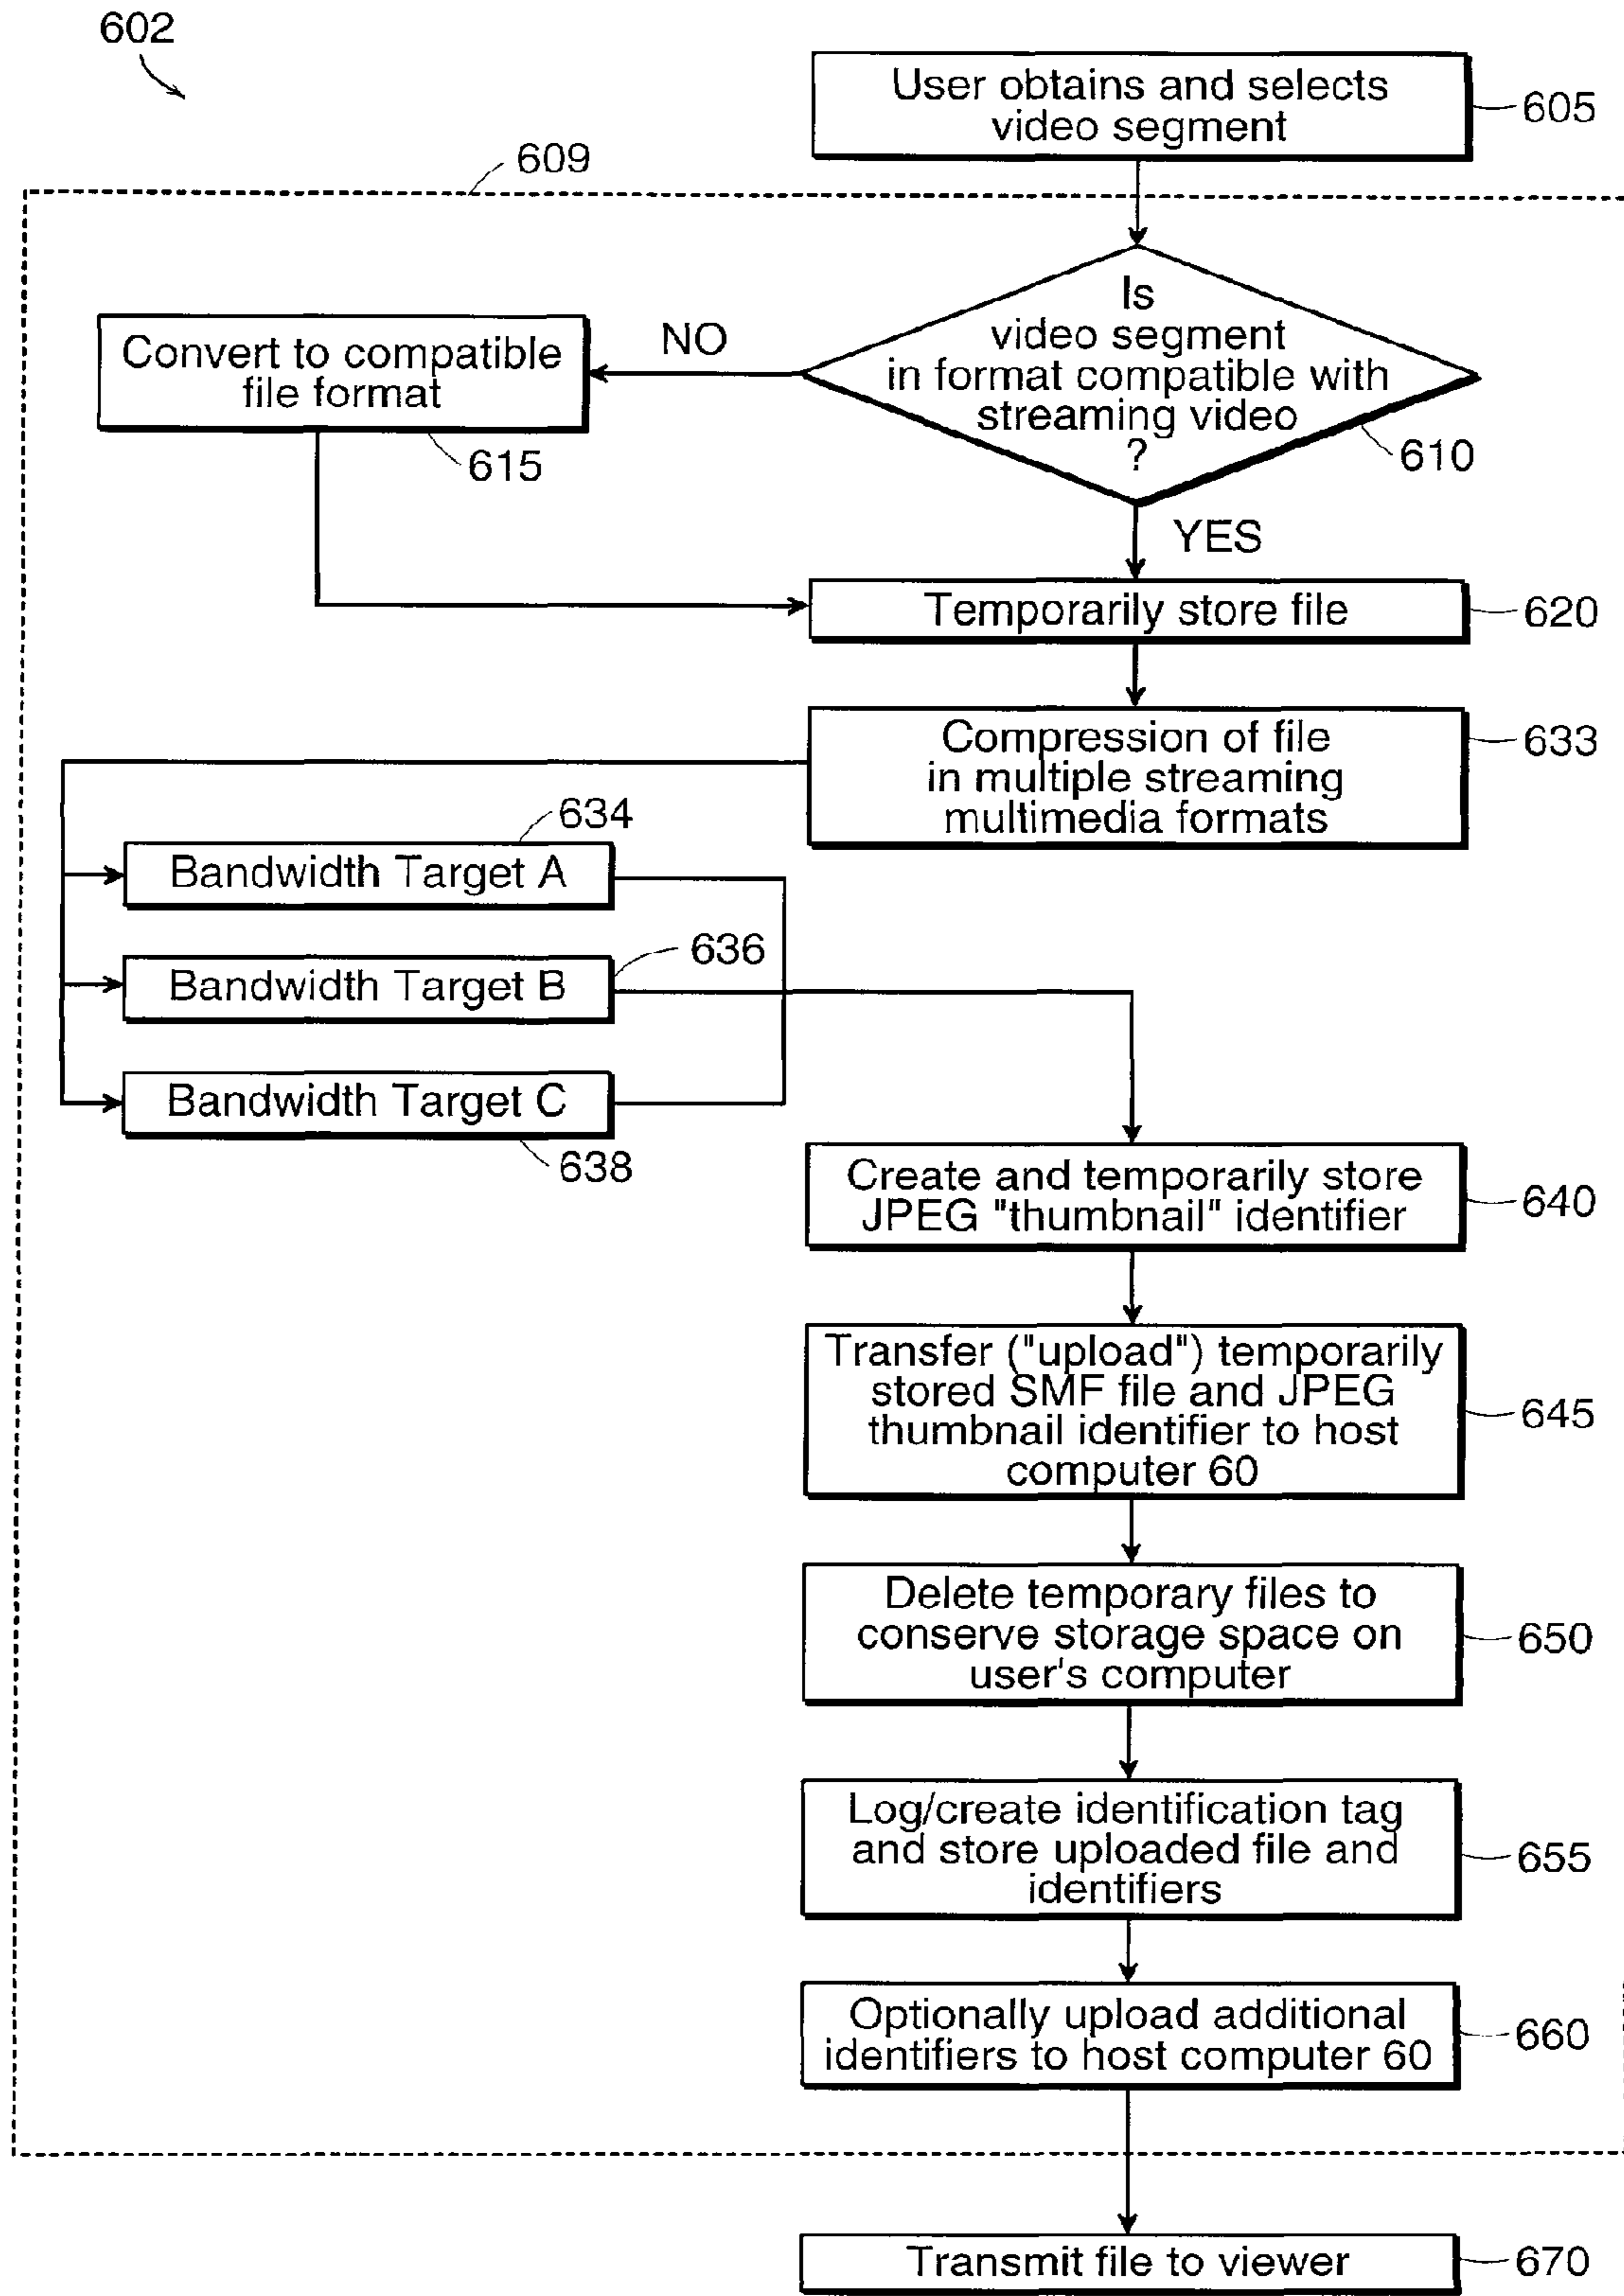 602
User obtains and selects
video segment
605
609
Is
video segment
in format compatible with
streaming video
?
610
NO
Convert to compatible
file format
615
YES
Temporarily store file
620
Compression of file
in multiple streaming
multimedia formats
633
634
Bandwidth Target A
636
Bandwidth Target B
Bandwidth Target C
638
Create and temporarily store
JPEG "thumbnail" identifier
640
Transfer ("upload") temporarily
stored SMF file and JPEG
thumbnail identifier to host
computer 60
645
Delete temporary files to
conserve storage space on
user's computer
650
Log/create identification tag
and store uploaded file and
identifiers
655
Optionally upload additional
identifiers to host computer 60
660
Transmit file to viewer
670